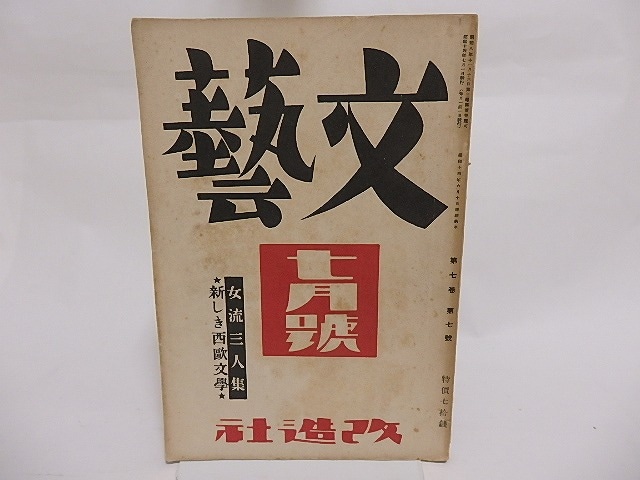 文藝
七月號
女流三人集
★新しき西歐文學★
改造社
第七卷 第七號
特價七拾錢